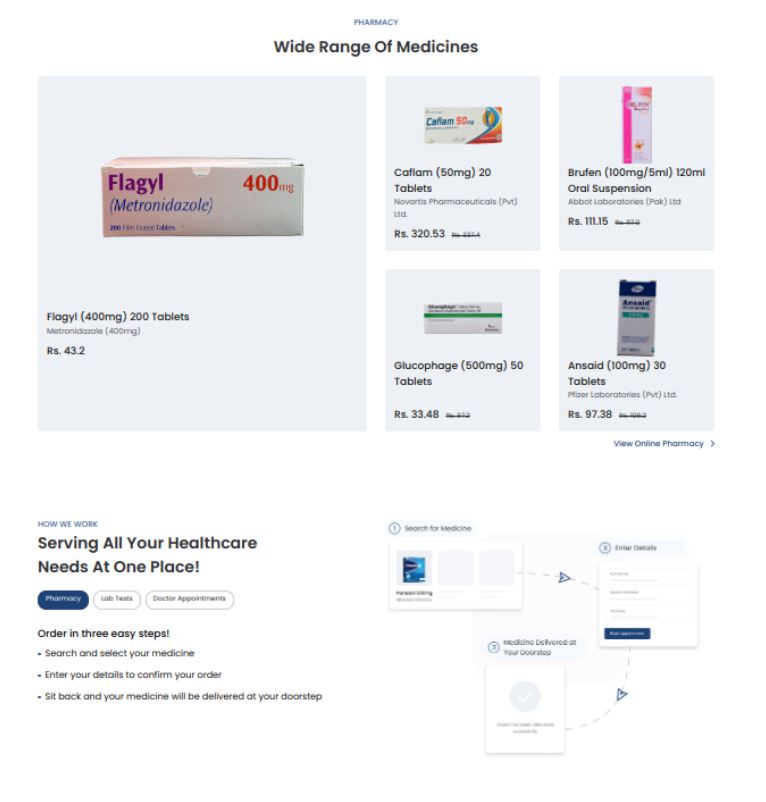 PHARMACY
Wide Range Of Medicines
Flagyl 400mg
(Metronidazole)
200 Film Coated Tablets
Flagyl (400mg) 200 Tablets
Metronidazole (400mg)
Rs. 43.2
Caflam 50mg
Caflam (50mg) 20
Tablets
Novartis Pharmaceuticals (Pvt)
Ltd.
Rs. 320.53 Rs. 337.4
Brufen (100mg/5ml) 120ml
Oral Suspension
Abbot Laboratories (Pak) Ltd
Rs. 111.15 Rs. 117.0
Glucophage
Glucophage (500mg) 50
Tablets
Rs. 33.48 Rs. 37.2
Ansaid
Ansaid (100mg) 30
Tablets
Pfizer Laboratories (Pvt) Ltd.
Rs. 97.38 Rs. 108.2
View Online Pharmacy >
HOW WE WORK
Serving All Your Healthcare
Needs At One Place!
Pharmacy
Lab Tests
Doctor Appointments
Order in three easy steps!
- Search and select your medicine
- Enter your details to confirm your order
- Sit back and your medicine will be delivered at your doorstep
1 Search for Medicine
2 Enter Details
Full Name
Mobile Number
Address
3 Medicine Delivered at
Your Doorstep
Order has been delivered
successfully